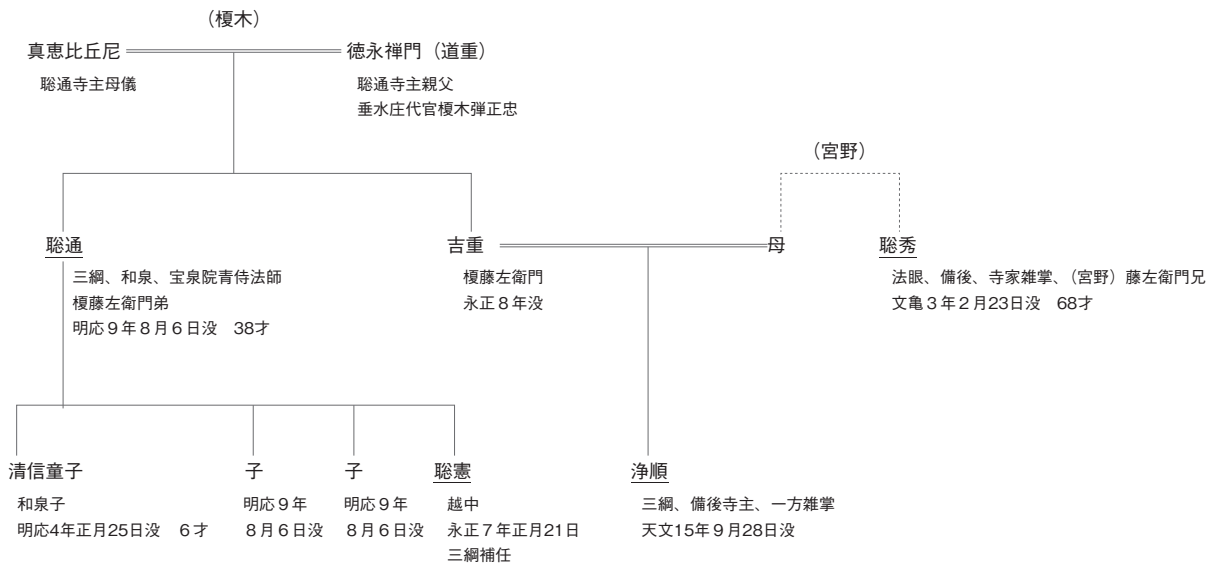 （榎木）
真恵比丘尼
徳永禅門（道重）
聡通寺主母儀
聡通寺主親父
垂水庄代官榎木弾正忠
（宮野）
聡通
三綱、和泉、宝泉院青侍法師
榎藤左衛門弟
明応９年８月６日没　38才
吉重
榎藤左衛門
永正８年没
母
聡秀
法眼、備後、寺家雑掌、（宮野）藤左衛門兄
文亀３年２月23日没　68才
清信童子
和泉子
明応4年正月25日没　６才
子
明応９年
８月６日没
子
明応９年
８月６日没
聡憲
越中
永正７年正月21日
三綱補任
浄順
三綱、備後寺主、一方雑掌
天文15年９月28日没